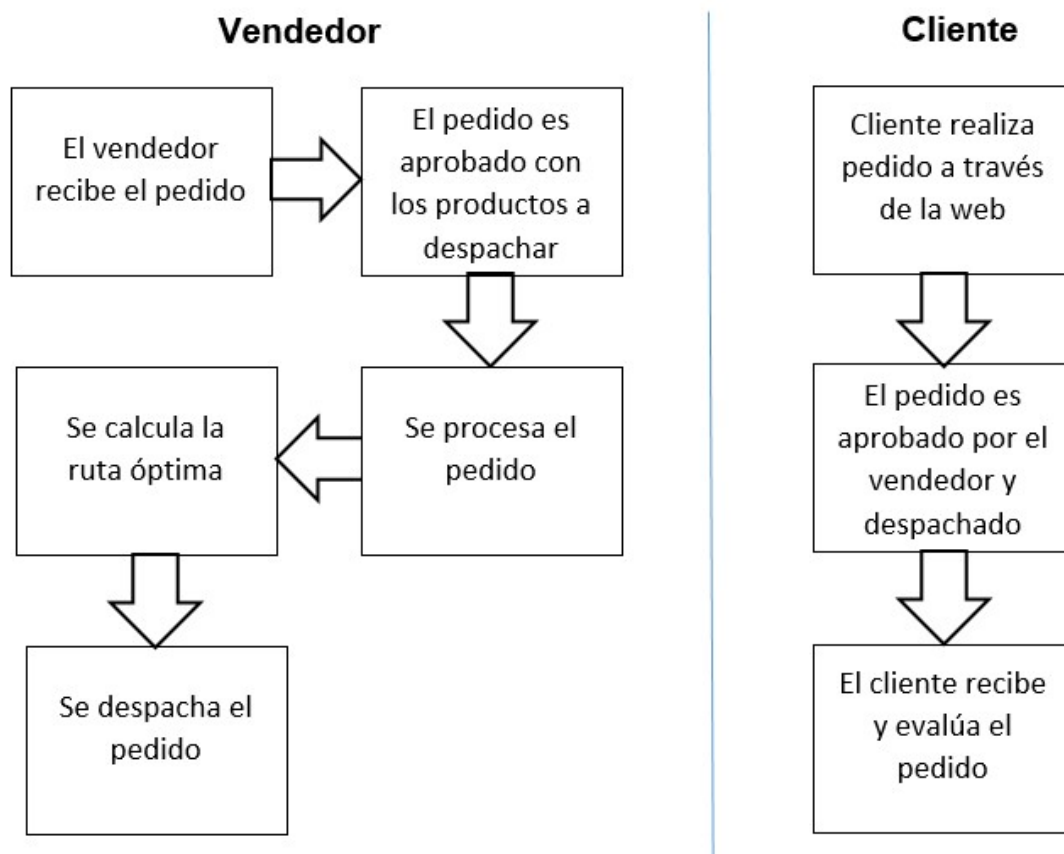 Vendedor
El vendedor
recibe el pedido
El pedido es
aprobado con
los productos a
despachar
Se procesa el
pedido
Se calcula la
ruta óptima
Se despacha el
pedido
Cliente
Cliente realiza
pedido a través
de la web
El pedido es
aprobado por el
vendedor y
despachado
El cliente recibe
y evalúa el
pedido